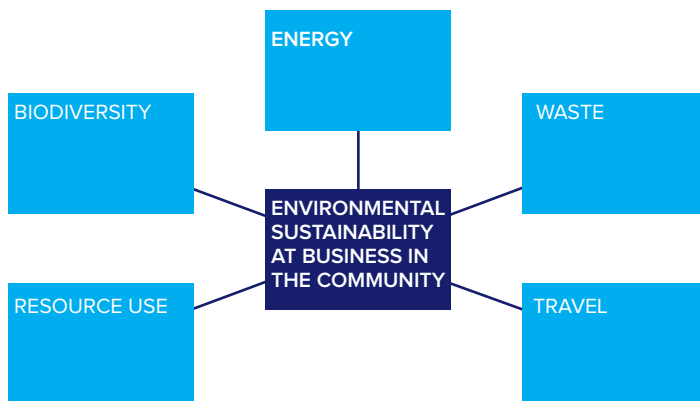 ENERGY
BIODIVERSITY
WASTE
ENVIRONMENTAL
SUSTAINABILITY
AT BUSINESS IN
THE COMMUNITY
RESOURCE USE
TRAVEL